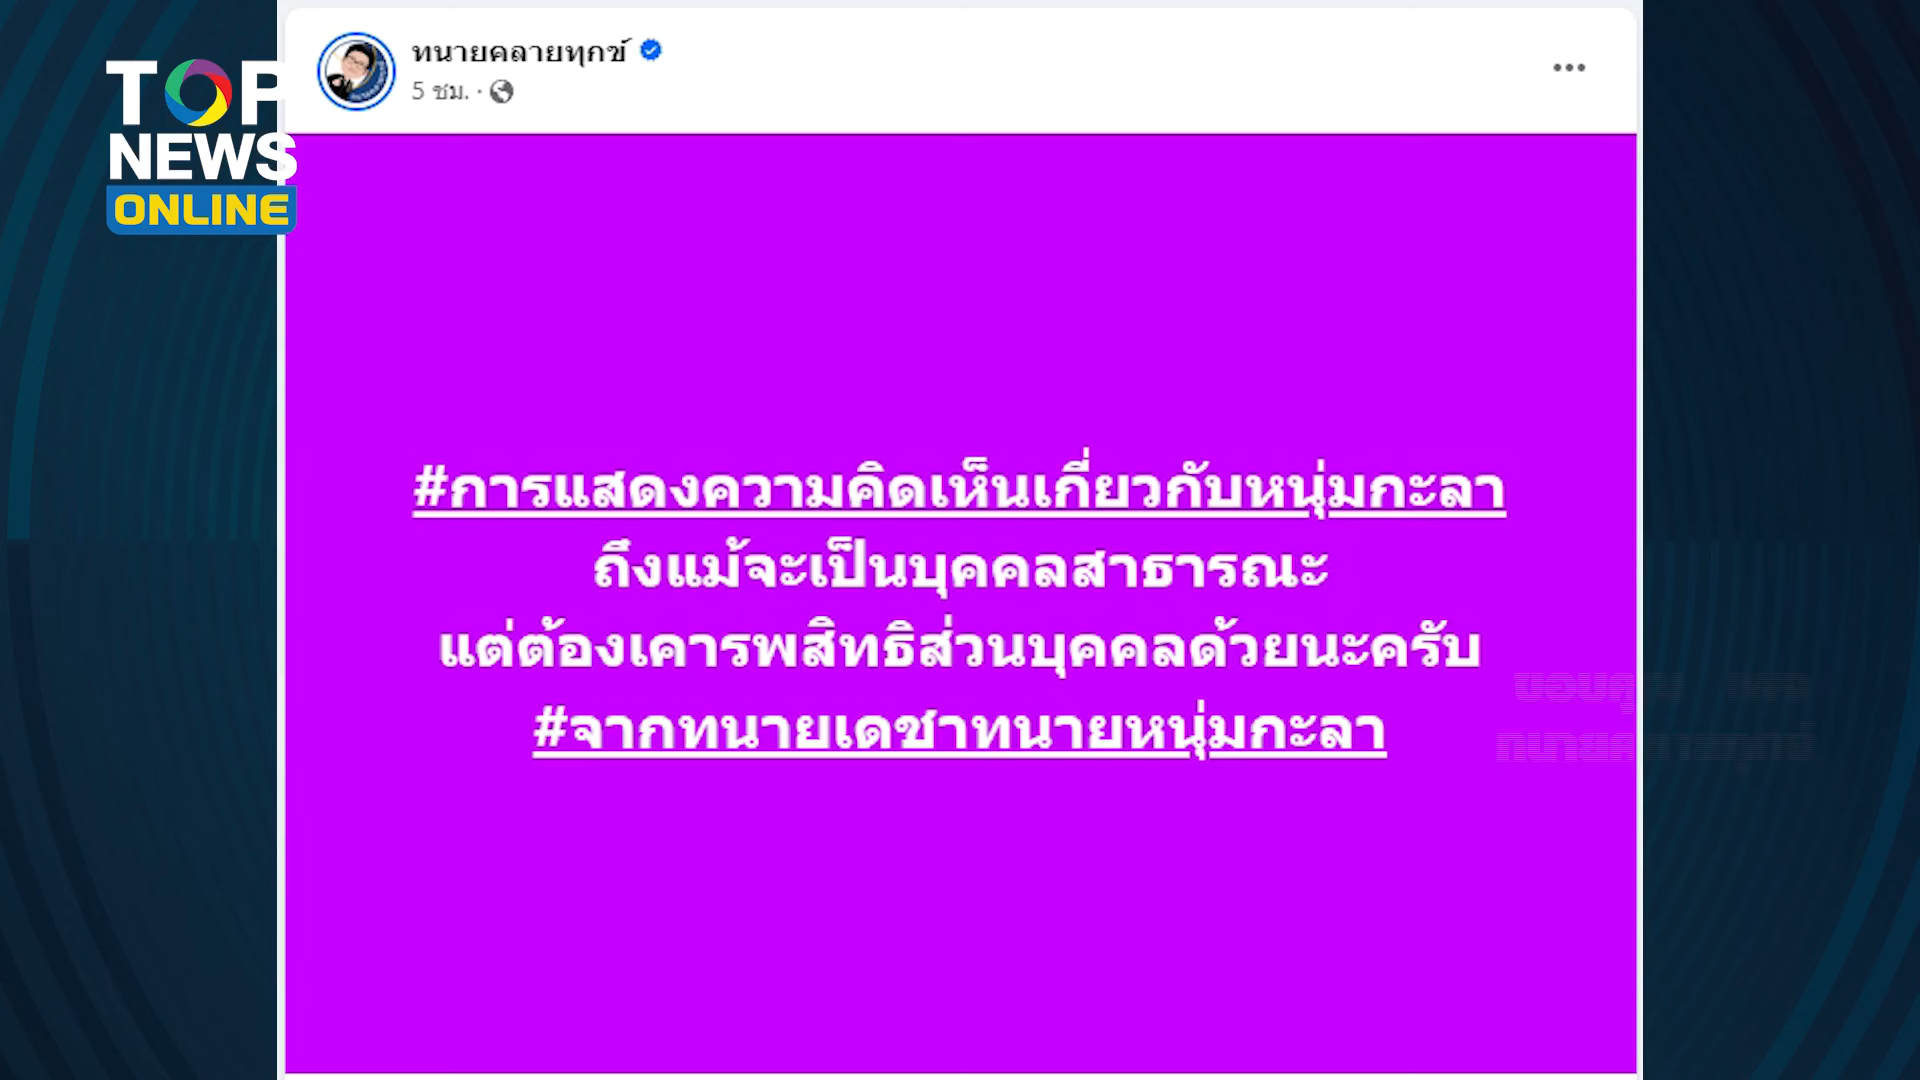 TOP
NEWS
ONLINE
ทนายคลายทุกข์
5 ชม.
#การแสดงความคิดเห็นเกี่ยวกับหนุ่มกะลา
ถึงแม้จะเป็นบุคคลสาธารณะ
แต่ต้องเคารพสิทธิส่วนบุคคลด้วยนะครับ
#จากทนายเดชาทนายหนุ่มกะลา